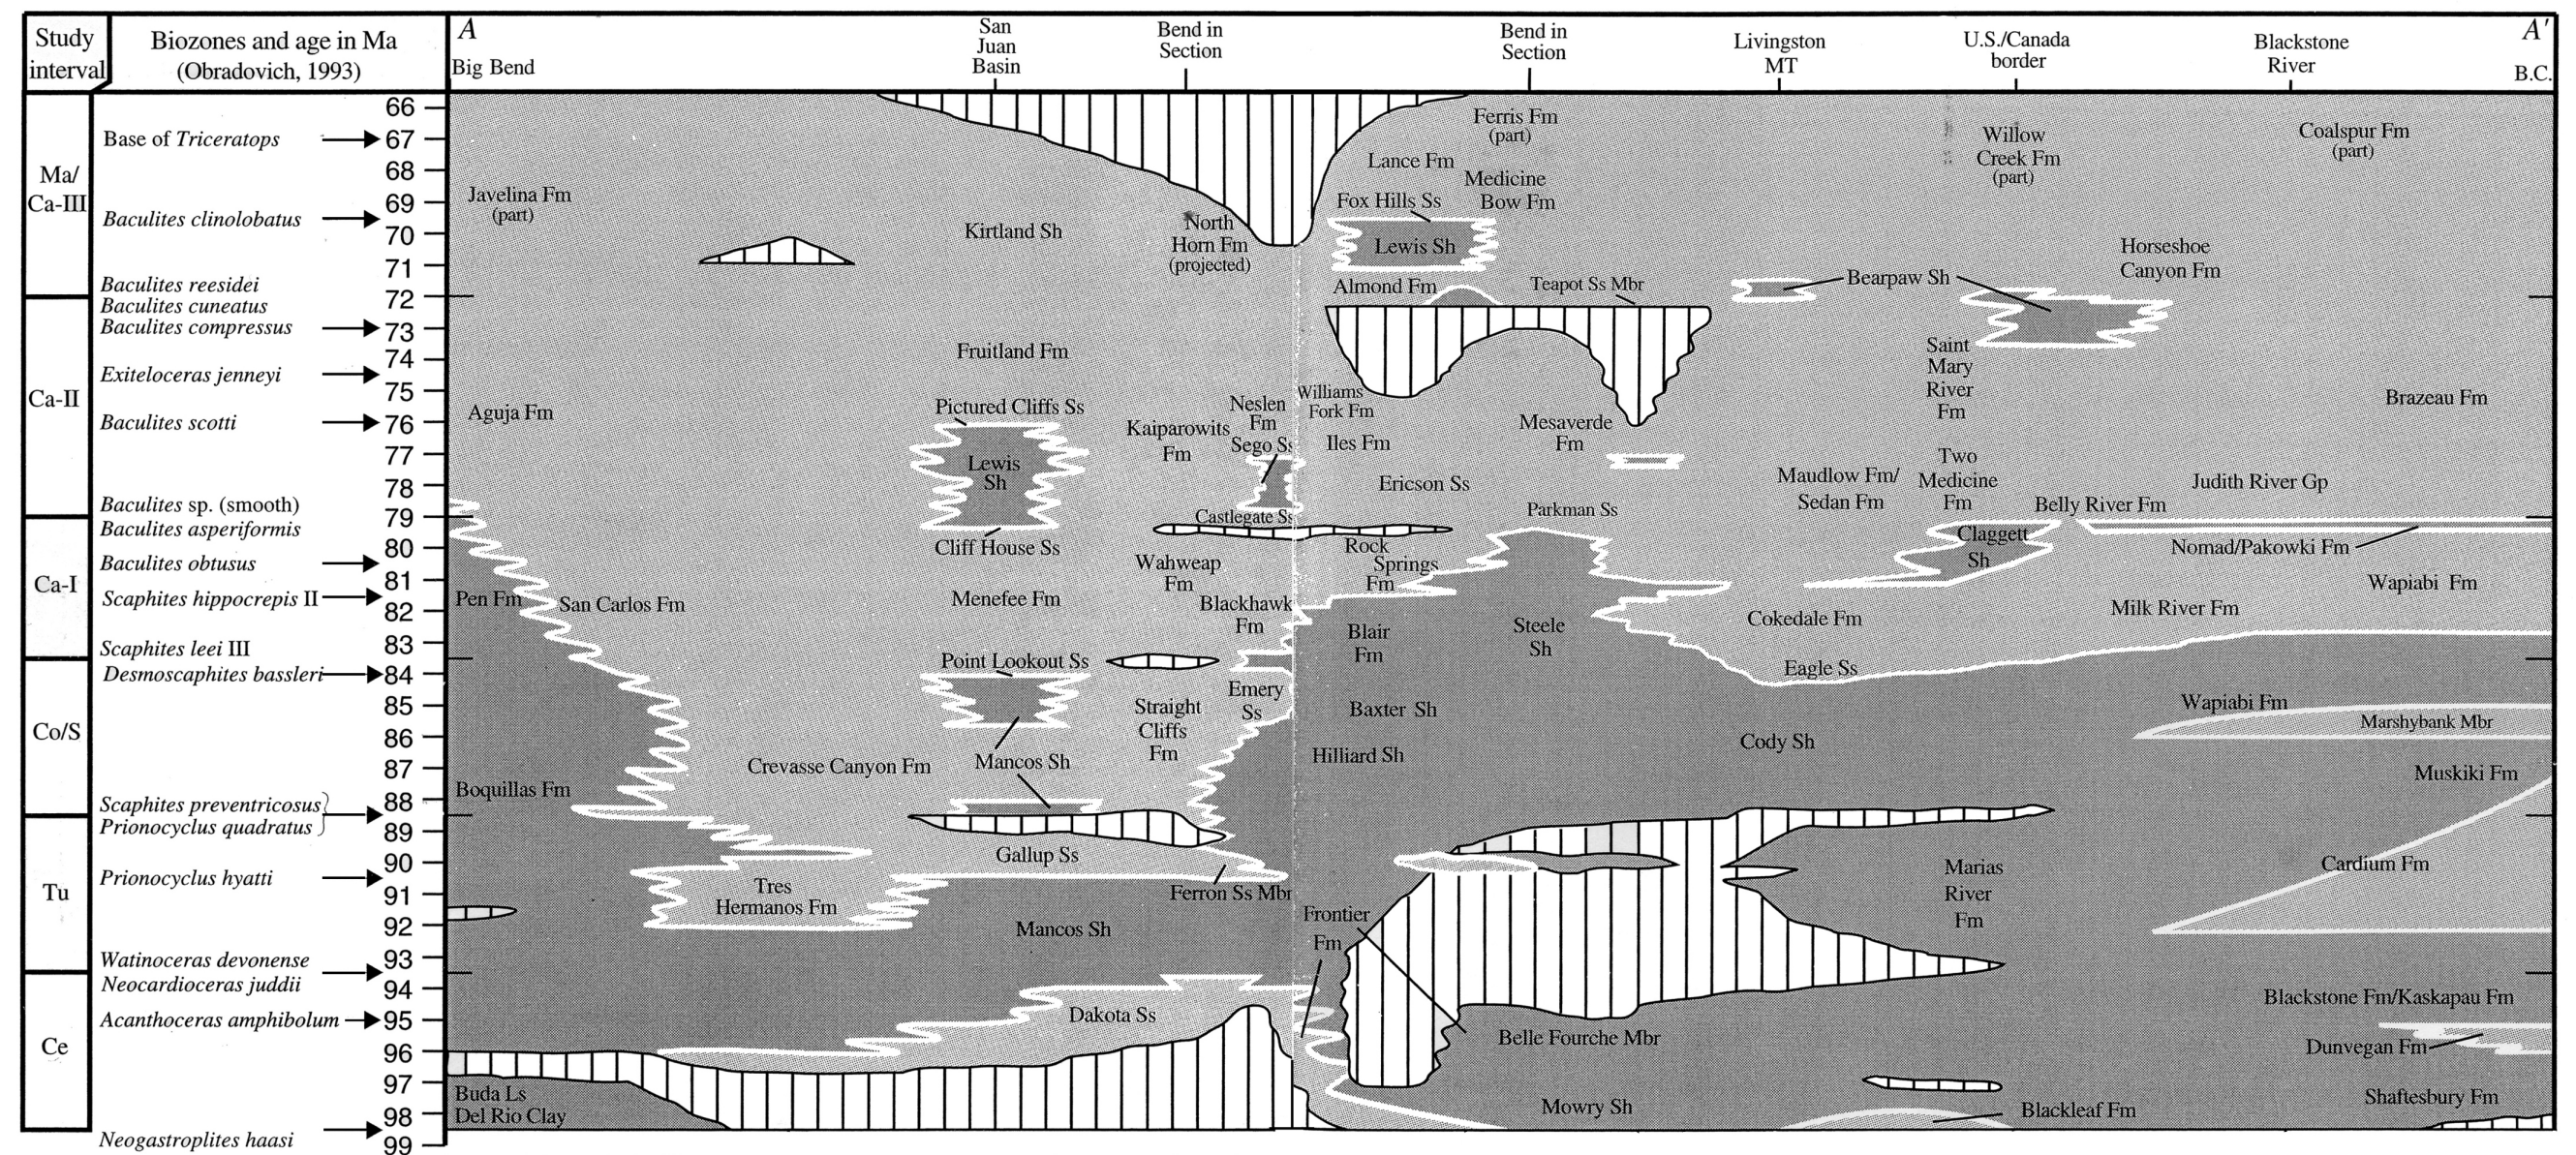 Study
interval
Biozones and age in Ma
(Obradovich, 1993)
A
Big Bend
San
Juan
Basin
Bend in
Section
Bend in
Section
Livingston
MT
U.S./Canada
border
Blackstone
River
A'
B.C.
Ma/
Ca-III
Ca-II
Ca-I
Co/S
Tu
Ce
Base of Triceratops
Baculites clinolobatus
Baculites reesidei
Baculites cuneatus
Baculites compressus
Exiteloceras jenneyi
Baculites scotti
Baculites sp. (smooth)
Baculites asperiformis
Baculites obtusus
Scaphites hippocrepis II
Scaphites leei III
Desmoscaphites bassleri
Scaphites preventricosus
Prionocyclus quadratus
Prionocyclus hyatti
Watinoceras devonense
Neocardioceras juddii
Acanthoceras amphibolum
Neogastroplites haasi
66
67
68
69
70
71
72
73
74
75
76
77
78
79
80
81
82
83
84
85
86
87
88
89
90
91
92
93
94
95
96
97
98
99
Javelina Fm
(part)
Aguja Fm
Pen Fm
San Carlos Fm
Boquillas Fm
Buda Ls
Del Rio Clay
Crevasse Canyon Fm
Tres
Hermanos Fm
Kirtland Sh
Fruitland Fm
Pictured Cliffs Ss
Lewis
Sh
Cliff House Ss
Menefee Fm
Point Lookout Ss
Mancos Sh
Gallup Ss
Mancos Sh
Dakota Ss
North
Horn Fm
(projected)
Kaiparowits
Fm
Neslen
Fm
Sego Ss
Castlegate Ss
Wahweap
Fm
Blackhawk
Fm
Straight
Cliffs
Fm
Emery
Ss
Ferron Ss Mbr
Frontier
Fm
Ferris Fm
(part)
Lance Fm
Medicine
Bow Fm
Fox Hills Ss
Lewis Sh
Almond Fm
Teapot Ss Mbr
Williams
Fork Fm
Iles Fm
Ericson Ss
Mesaverde
Fm
Parkman Ss
Rock
Springs
Fm
Blair
Fm
Steele
Sh
Baxter Sh
Hilliard Sh
Belle Fourche Mbr
Mowry Sh
Willow
Creek Fm
(part)
Bearpaw Sh
Horseshoe
Canyon Fm
Saint
Mary
River
Fm
Two
Medicine
Fm
Maudlow Fm/
Sedan Fm
Belly River Fm
Claggett
Sh
Cokedale Fm
Eagle Ss
Cody Sh
Marias
River
Fm
Blackleaf Fm
Coalspur Fm
(part)
Brazeau Fm
Judith River Gp
Nomad/Pakowki Fm
Wapiabi Fm
Milk River Fm
Wapiabi Fm
Marshybank Mbr
Muskiki Fm
Cardium Fm
Blackstone Fm/Kaskapau Fm
Dunvegan Fm
Shaftesbury Fm